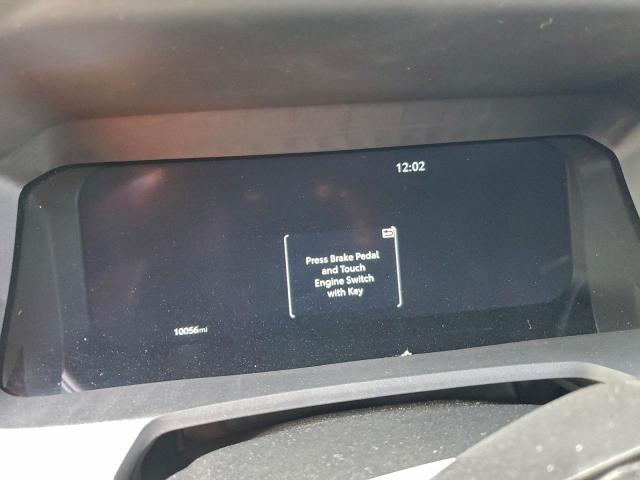 12:02
Press Brake Pedal
and Touch
Engine Switch
with Key
10056mi